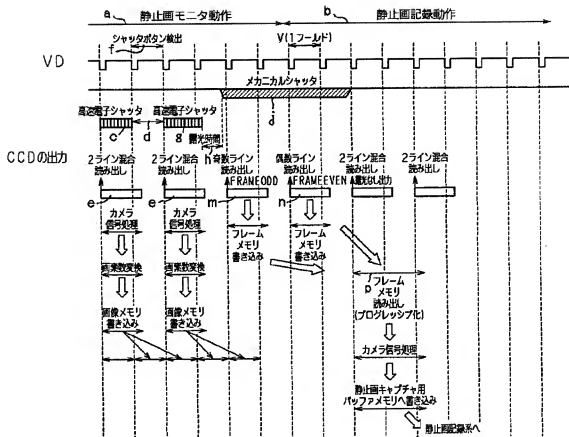 a 静止画モニタ動作 b 静止画記録動作
シャッタボタン検出
f
V(1フィールド)
VD
メカニカルシャッタ
d
高速電子シャッタ 高速電子シャッタ
c d g 露光時間
h
CCDの出力
2ライン混合
読み出し
2ライン混合
読み出し
奇数ライン
FRAMEODD
偶数ライン
FRAMEEVEN
2ライン混合
読み出し
露光なし出力
2ライン混合
読み出し
e e m n
カメラ
信号処理
カメラ
信号処理
フレーム
メモリ
書き込み
フレーム
メモリ
書き込み
画素数変換 画素数変換
p
フレーム
メモリ
読み出し
(プログレッシブ化)
画像メモリ
書き込み
画像メモリ
書き込み
カメラ信号処理
静止画キャプチャ用
バッファメモリへ書き込み
静止画記録系へ